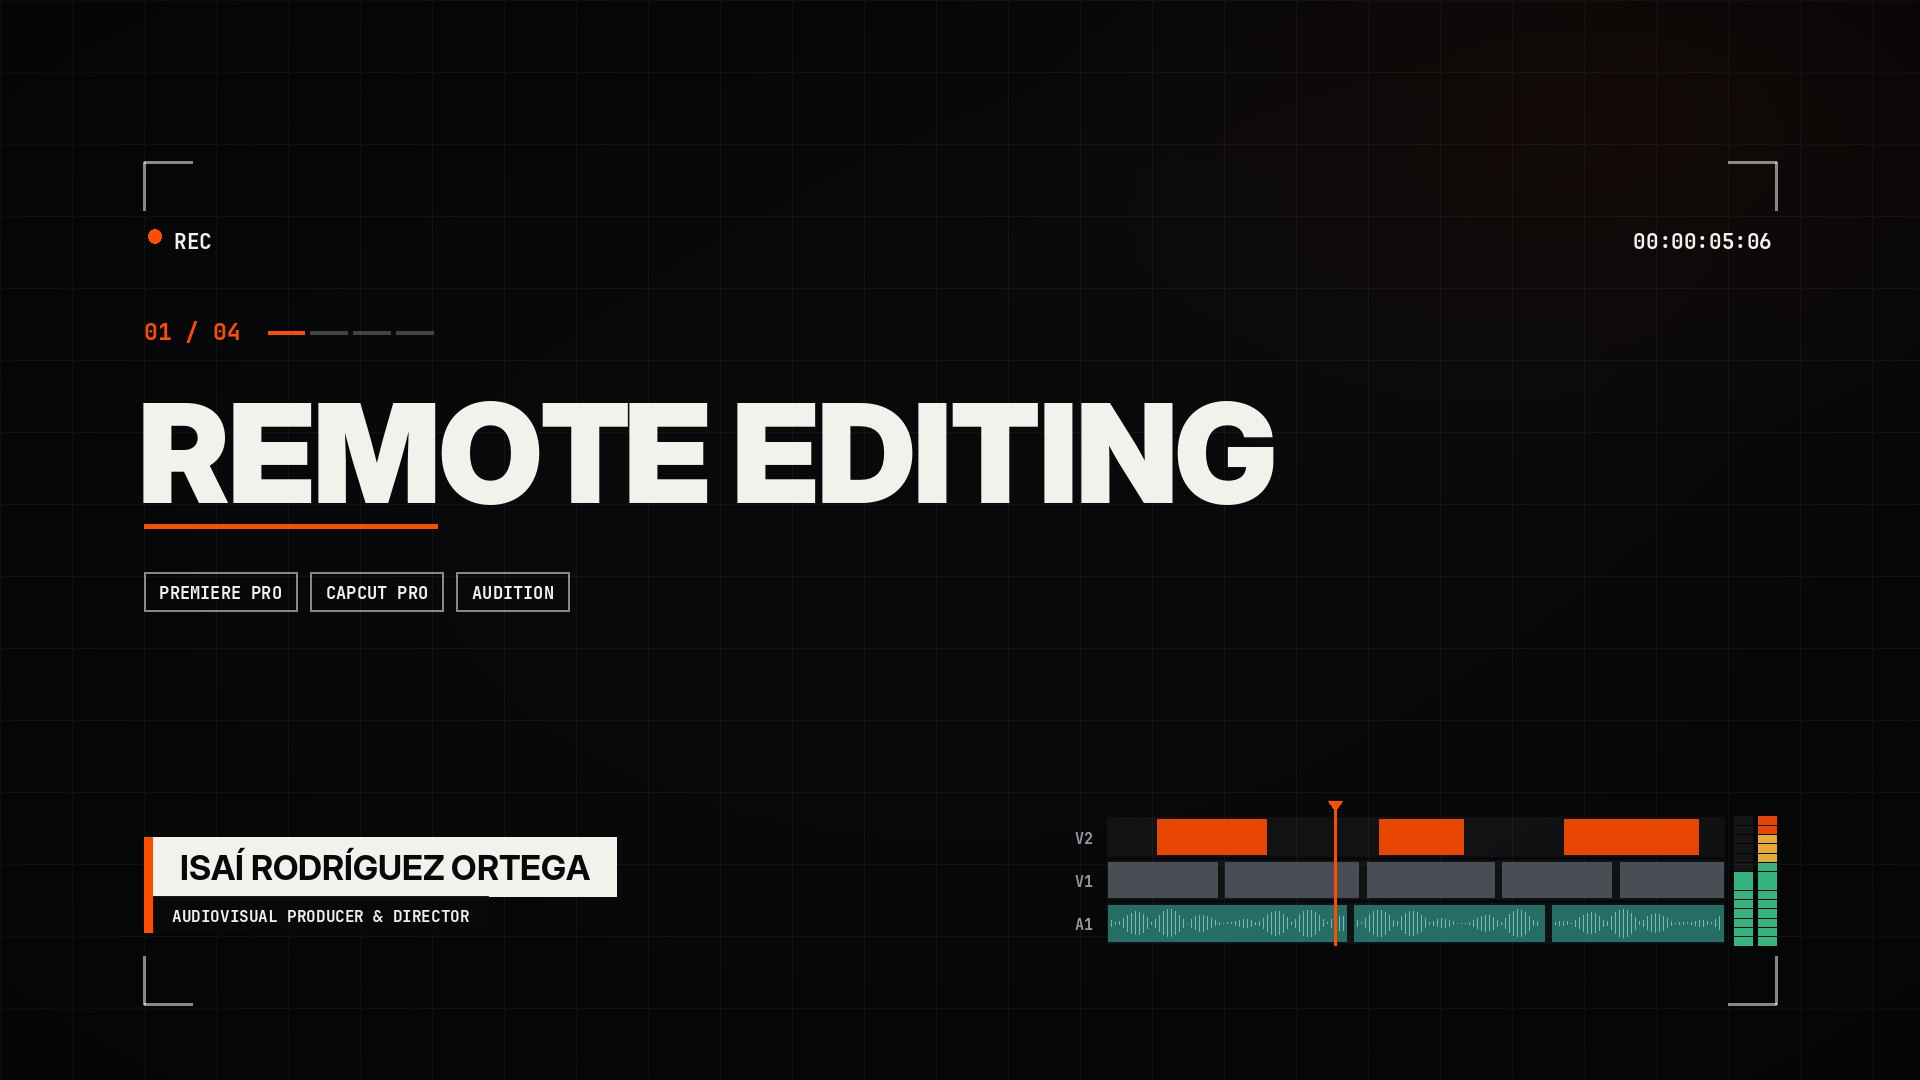 REC
00:00:05:06
01 / 04
REMOTE EDITING
PREMIERE PRO
CAPCUT PRO
AUDITION
ISAÍ RODRÍGUEZ ORTEGA
AUDIOVISUAL PRODUCER & DIRECTOR
V2
V1
A1